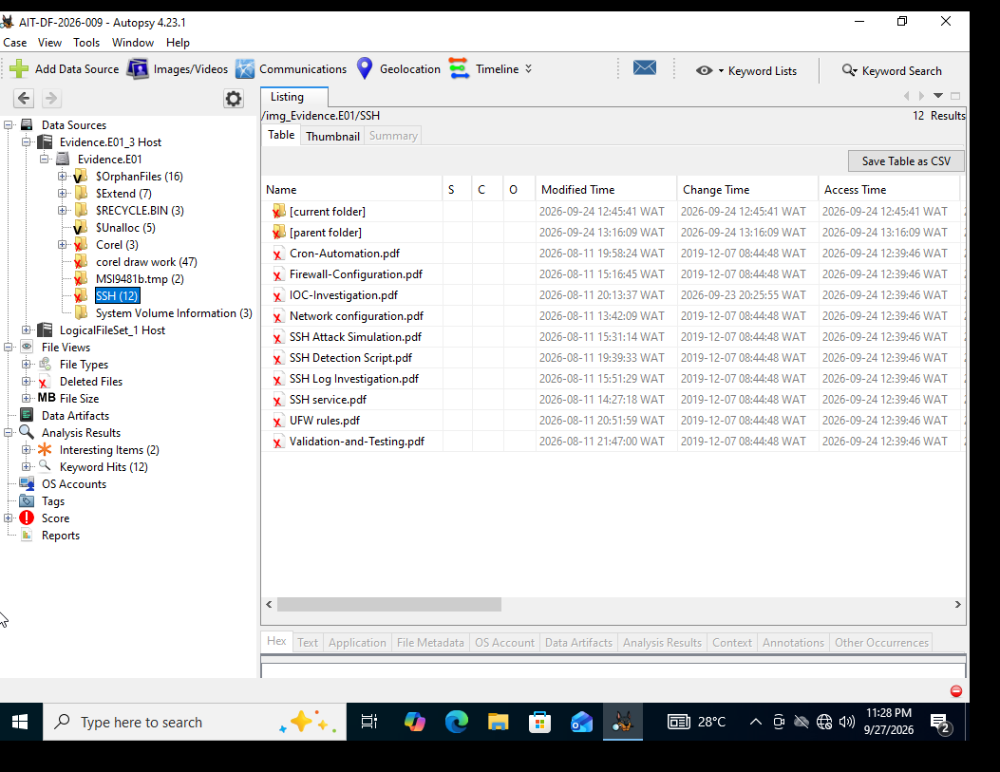 AIT-DF-2026-009 - Autopsy 4.23.1
Case View Tools Window Help
Add Data Source Images/Videos Communications Geolocation Timeline Keyword Lists Keyword Search
Listing
/img_Evidence.E01/SSH 12 Results
Table Thumbnail Summary
Save Table as CSV
Name S C O Modified Time Change Time Access Time
[current folder] 2026-09-24 12:45:41 WAT 2026-09-24 12:45:41 WAT 2026-09-24 12:45:41 WAT
[parent folder] 2026-09-24 13:16:09 WAT 2026-09-24 13:16:09 WAT 2026-09-24 13:16:09 WAT
Cron-Automation.pdf 2026-08-11 19:58:24 WAT 2019-12-07 08:44:48 WAT 2026-09-24 12:39:46 WAT
Firewall-Configuration.pdf 2026-08-11 15:16:45 WAT 2019-12-07 08:44:48 WAT 2026-09-24 12:39:46 WAT
IOC-Investigation.pdf 2026-08-11 20:13:37 WAT 2026-09-23 20:25:55 WAT 2026-09-24 12:39:46 WAT
Network configuration.pdf 2026-08-11 13:42:09 WAT 2019-12-07 08:44:48 WAT 2026-09-24 12:39:46 WAT
SSH Attack Simulation.pdf 2026-08-11 15:31:14 WAT 2019-12-07 08:44:48 WAT 2026-09-24 12:39:46 WAT
SSH Detection Script.pdf 2026-08-11 19:39:33 WAT 2019-12-07 08:44:48 WAT 2026-09-24 12:39:46 WAT
SSH Log Investigation.pdf 2026-08-11 15:51:29 WAT 2019-12-07 08:44:48 WAT 2026-09-24 12:39:46 WAT
SSH service.pdf 2026-08-11 14:27:18 WAT 2019-12-07 08:44:48 WAT 2026-09-24 12:39:46 WAT
UFW rules.pdf 2026-08-11 20:51:59 WAT 2019-12-07 08:44:48 WAT 2026-09-24 12:39:46 WAT
Validation-and-Testing.pdf 2026-08-11 21:47:00 WAT 2019-12-07 08:44:48 WAT 2026-09-24 12:39:46 WAT
Data Sources
Evidence.E01_3 Host
Evidence.E01
$OrphanFiles (16)
$Extend (7)
$RECYCLE.BIN (3)
$Unalloc (5)
Corel (3)
corel draw work (47)
MSI9481b.tmp (2)
SSH (12)
System Volume Information (3)
LogicalFileSet_1 Host
File Views
File Types
Deleted Files
MB File Size
Data Artifacts
Analysis Results
Interesting Items (2)
Keyword Hits (12)
OS Accounts
Tags
Score
Reports
Hex Text Application File Metadata OS Account Data Artifacts Analysis Results Context Annotations Other Occurrences
Type here to search
28°C
11:28 PM
9/27/2026
2